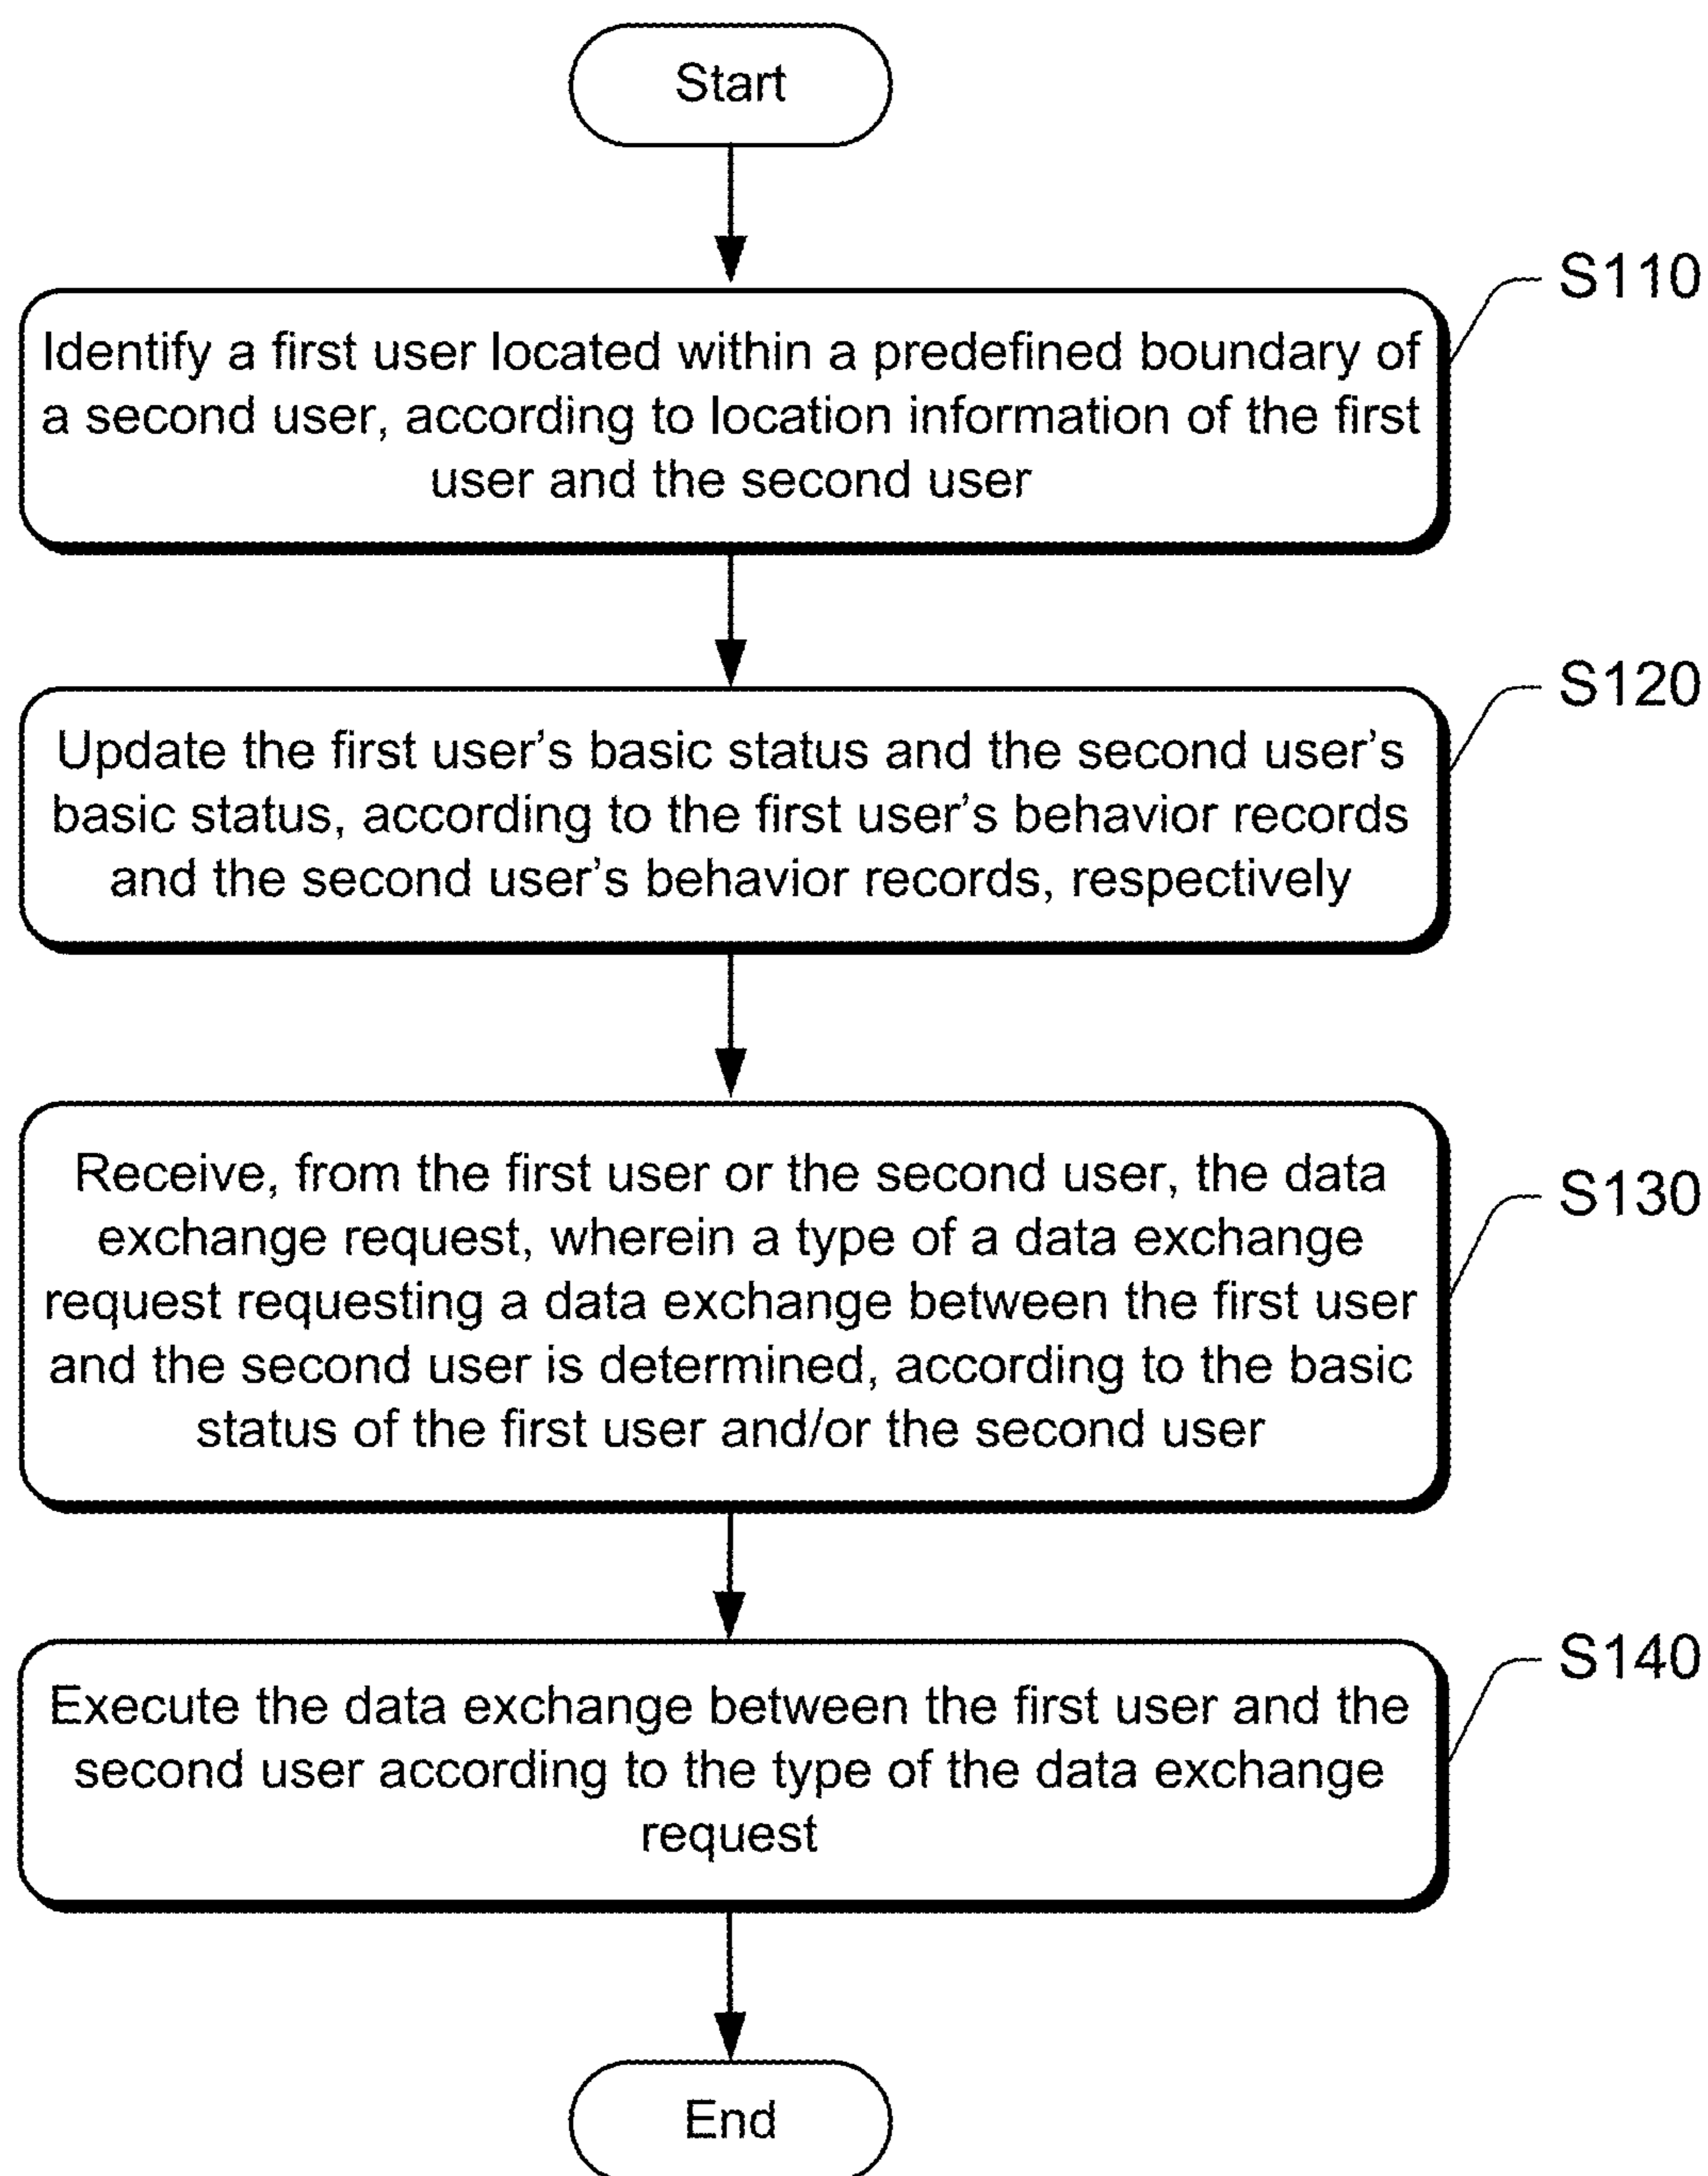 Start
S110
Identify a first user located within a predefined boundary of
a second user, according to location information of the first
user and the second user
S120
Update the first user’s basic status and the second user’s
basic status, according to the first user’s behavior records
and the second user’s behavior records, respectively
S130
Receive, from the first user or the second user, the data
exchange request, wherein a type of a data exchange
request requesting a data exchange between the first user
and the second user is determined, according to the basic
status of the first user and/or the second user
S140
Execute the data exchange between the first user and the
second user according to the type of the data exchange
request
End